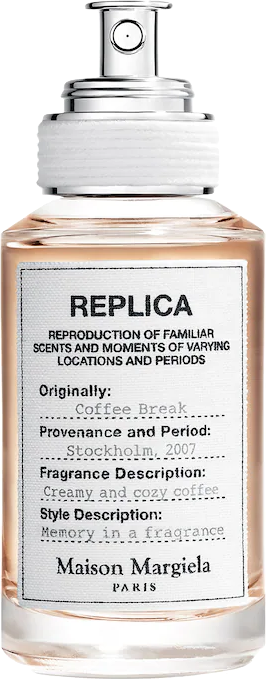 REPLICA
REPRODUCTION OF FAMILIAR
SCENTS AND MOMENTS OF VARYING
LOCATIONS AND PERIODS
Originally:
Coffee Break
Provenance and Period:
Stockholm, 2007
Fragrance Description:
Creamy and cozy coffee
Style Description:
Memory in a fragrance
Maison Margiela
PARIS